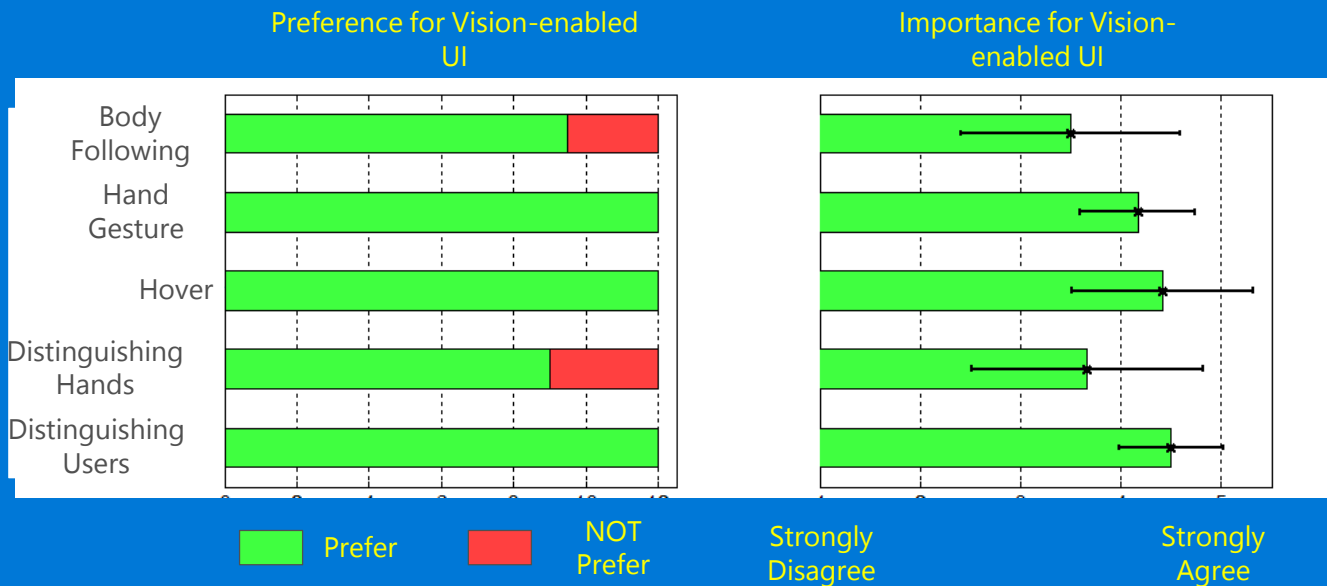 Preference for Vision-enabled
UI
Importance for Vision-
enabled UI
Body
Following
Hand
Gesture
Hover
Distinguishing
Hands
Distinguishing
Users
5
Prefer
NOT
Prefer
Strongly
Disagree
Strongly
Agree